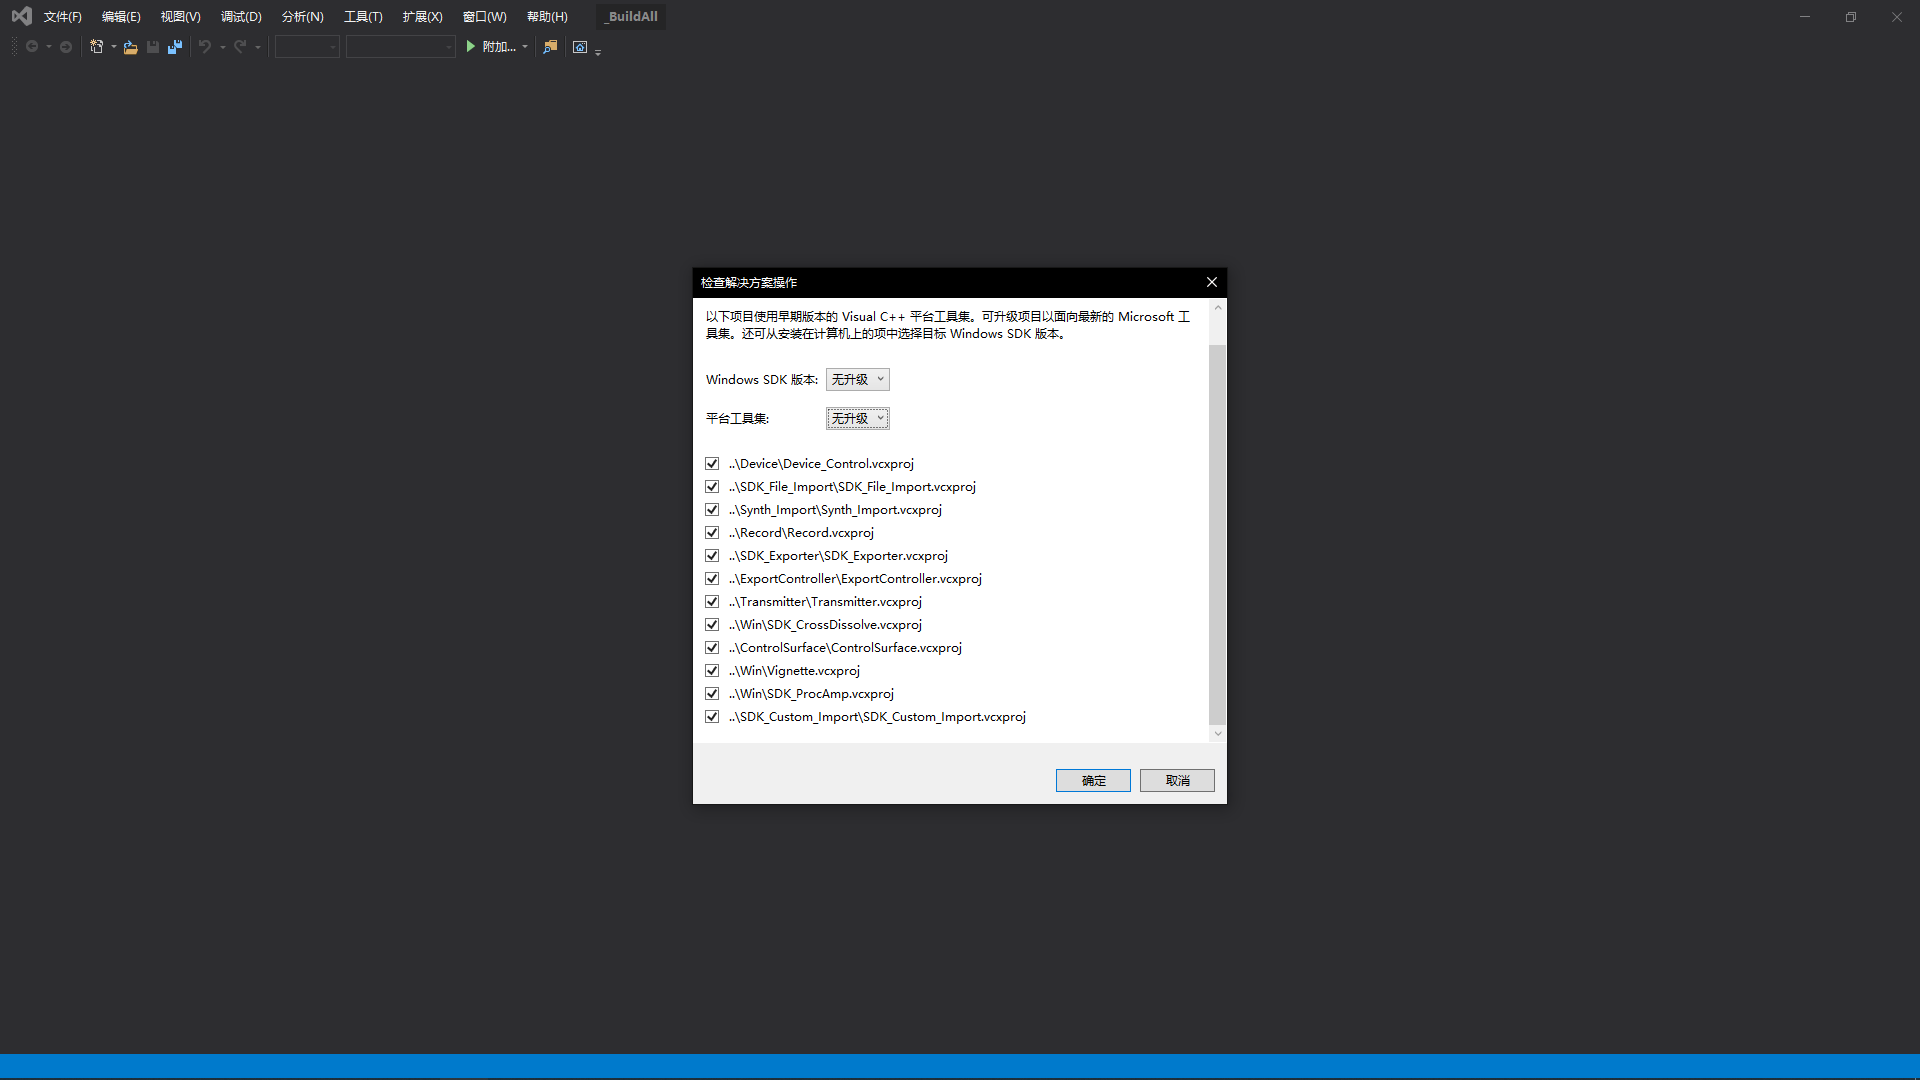 文件(F) 编辑(E) 视图(V) 调试(D) 分析(N) 工具(T) 扩展(X) 窗口(W) 帮助(H) _BuildAll
附加...
检查解决方案操作
以下项目使用早期版本的 Visual C++ 平台工具集。可升级项目以面向最新的 Microsoft 工
具集。还可从安装在计算机上的项中选择目标 Windows SDK 版本。
Windows SDK 版本: 无升级
平台工具集: 无升级
..\Device\Device_Control.vcxproj
..\SDK_File_Import\SDK_File_Import.vcxproj
..\Synth_Import\Synth_Import.vcxproj
..\Record\Record.vcxproj
..\SDK_Exporter\SDK_Exporter.vcxproj
..\ExportController\ExportController.vcxproj
..\Transmitter\Transmitter.vcxproj
..\Win\SDK_CrossDissolve.vcxproj
..\ControlSurface\ControlSurface.vcxproj
..\Win\Vignette.vcxproj
..\Win\SDK_ProcAmp.vcxproj
..\SDK_Custom_Import\SDK_Custom_Import.vcxproj
确定 取消